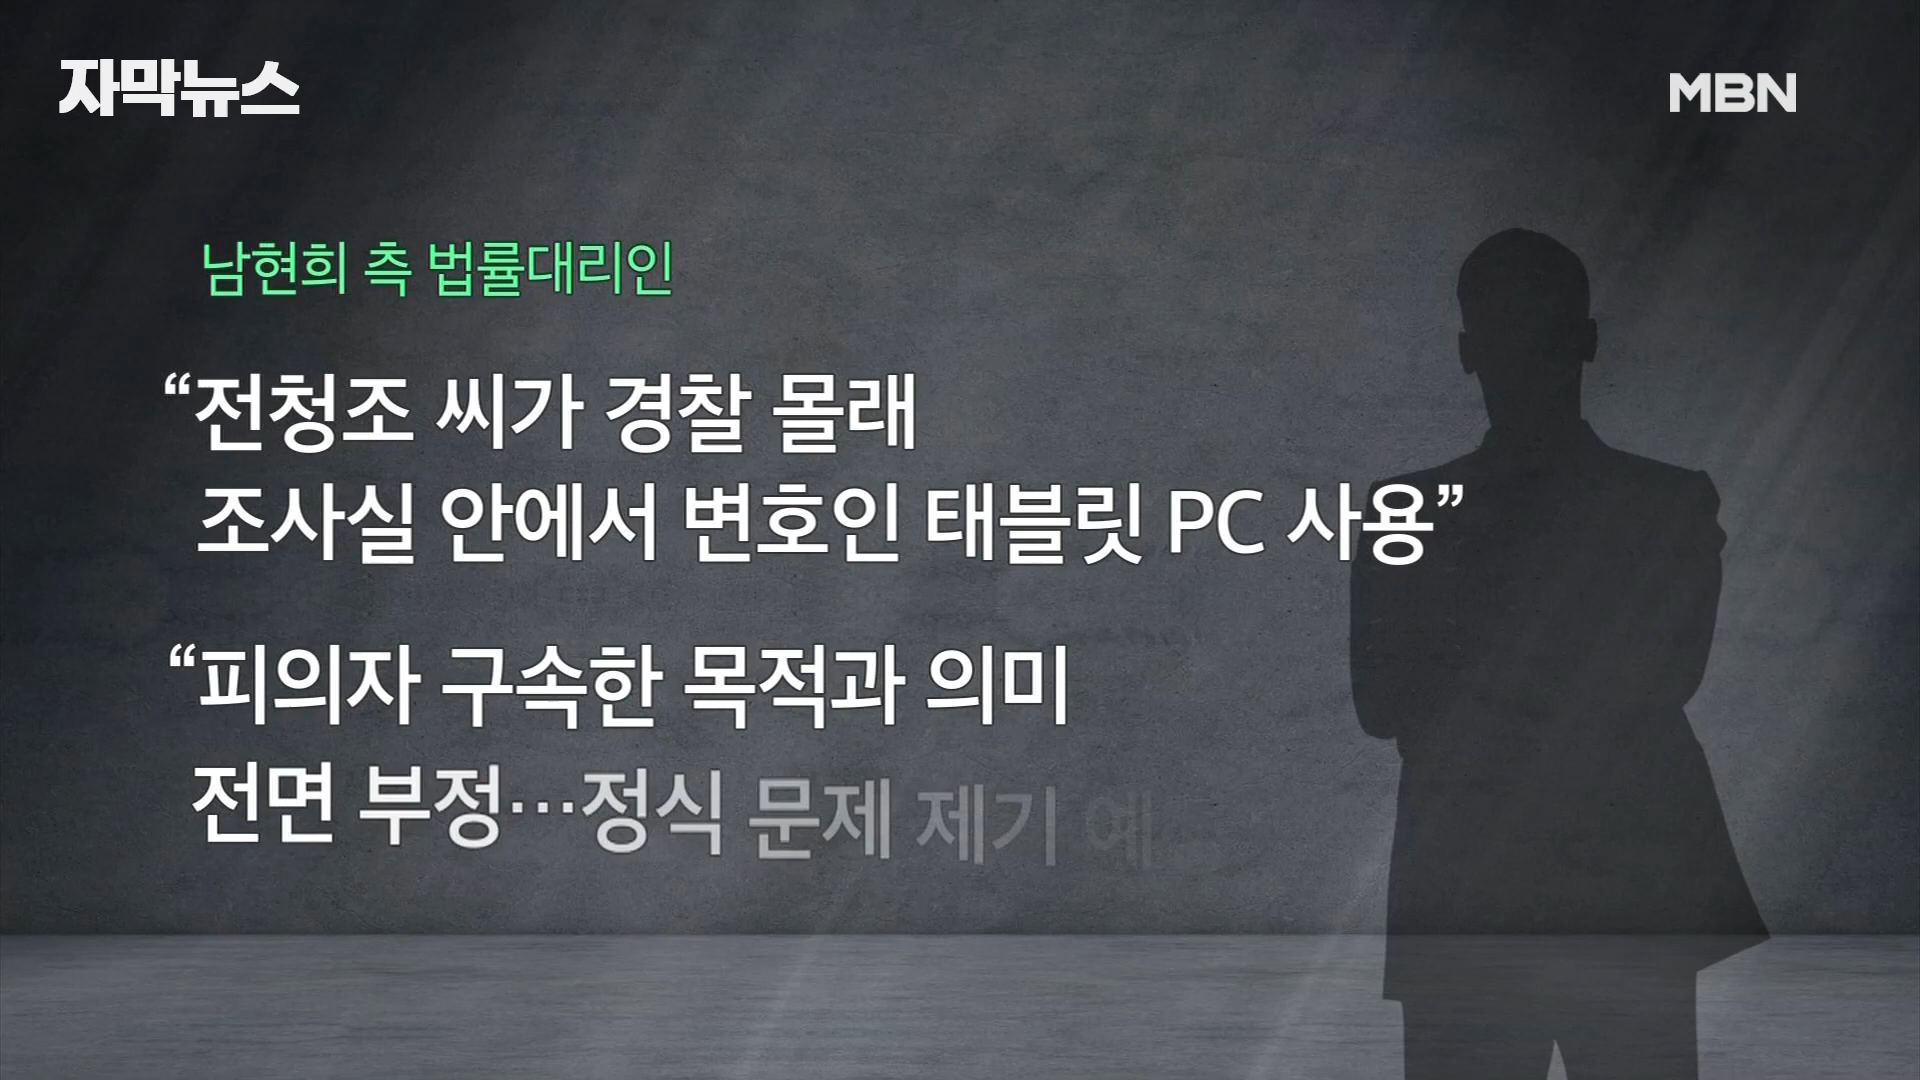 자막뉴스
MBN
남현희 측 법률대리인
“전청조 씨가 경찰 몰래
조사실 안에서 변호인 태블릿 PC 사용”
“피의자 구속한 목적과 의미
전면 부정…정식 문제 제기 예